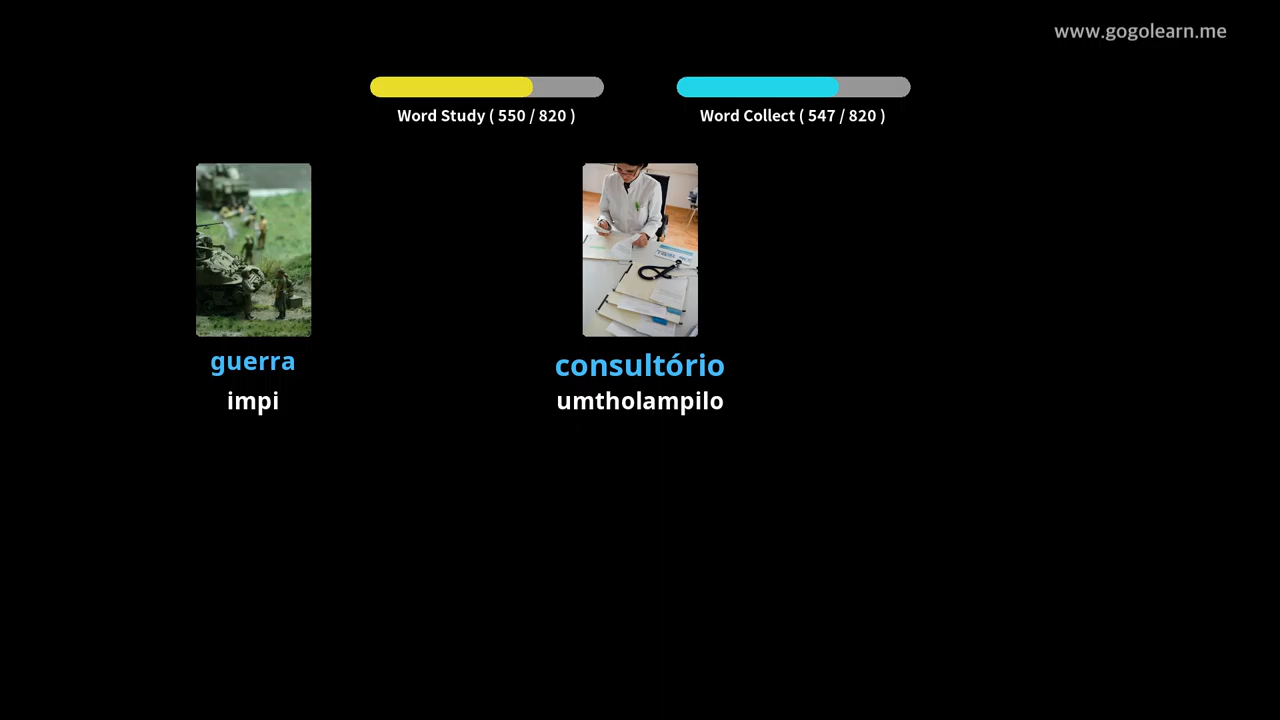 www.gogolearn.me
Word Study ( 550 / 820 )
Word Collect ( 547 / 820 )
guerra
impi
consultório
umtholampilo